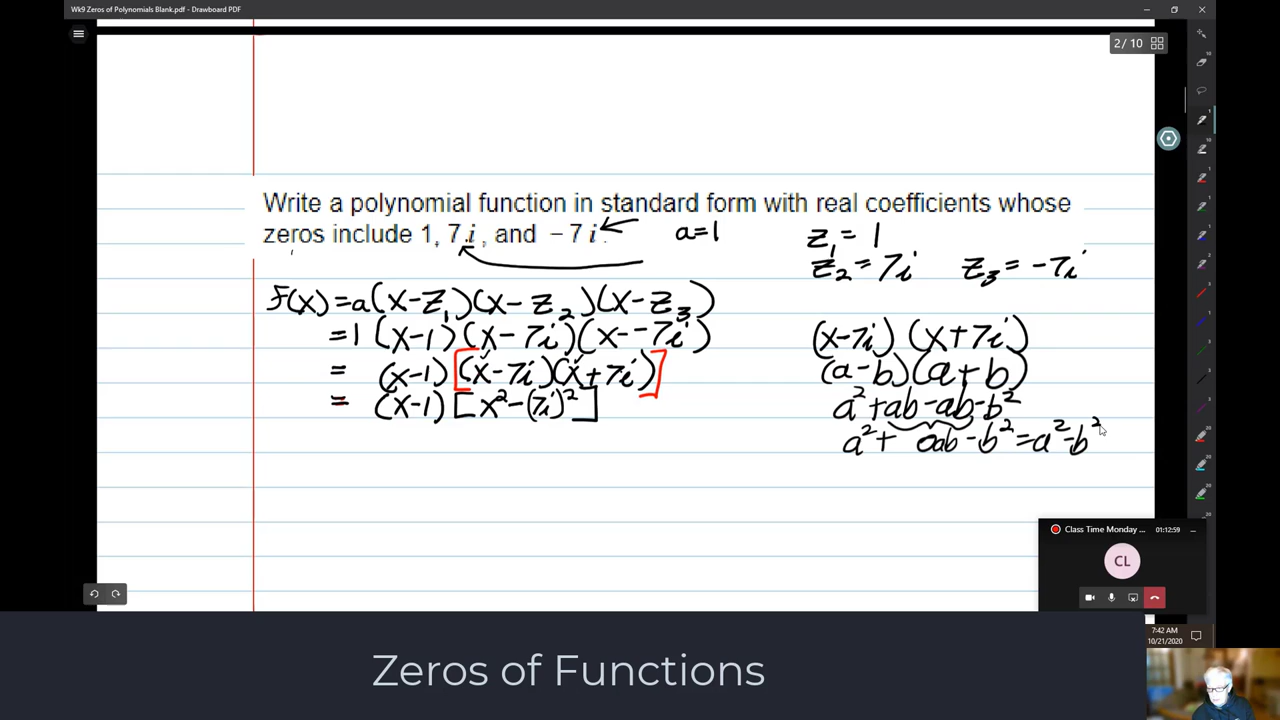 Wk9 Zeros of Polynomials Blank.pdf - Drawboard PDF
2 / 10
Write a polynomial function in standard form with real coefficients whose
zeros include 1, 7 i, and − 7 i.
a=1
z₁ = 1
z₂ = 7i z₃ = -7i
f(x) = a(x-z₁)(x-z₂)(x-z₃)
= 1 (x-1)(x-7i)(x--7i)
= (x-1)[(x-7i)(x+7i)]
= (x-1)[x²-(7i)²]
(x-7i)(x+7i)
(a-b)(a+b)
a²+ab-ab-b²
a²+ 0ab-b²=a²-b²
Class Time Monday ... 01:12:59
CL
7:42 AM
10/21/2020
Zeros of Functions